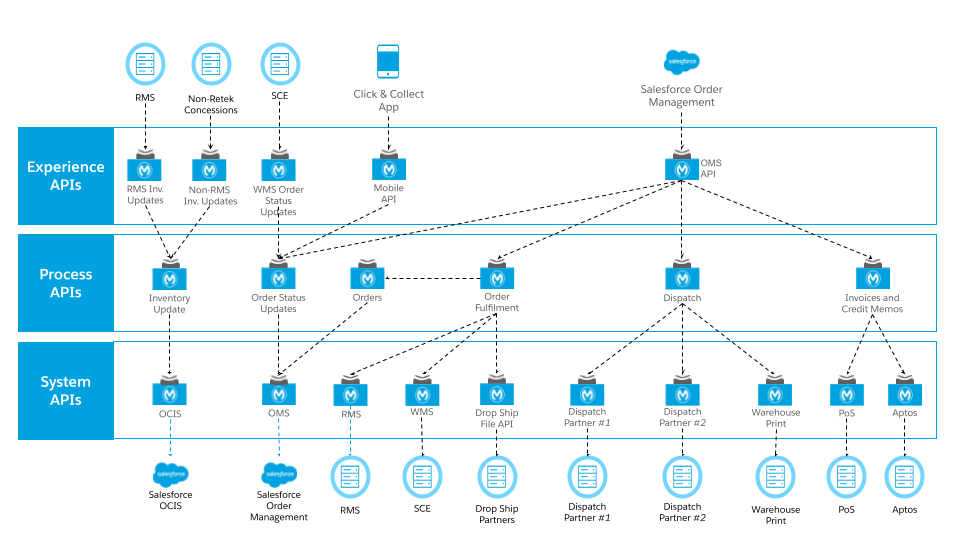 RMS
Non-Retek
Concessions
SCE
Click & Collect
App
salesforce
Salesforce Order
Management
Experience
APIs
RMS Inv.
Updates
Non-RMS
Inv. Updates
WMS Order
Status
Updates
Mobile
API
OMS
API
Process
APIs
Inventory
Update
Order Status
Updates
Orders
Order
Fulfilment
Dispatch
Invoices and
Credit Memos
System
APIs
OCIS
OMS
RMS
WMS
Drop Ship
File API
Dispatch
Partner #1
Dispatch
Partner #2
Warehouse
Print
PoS
Aptos
salesforce
Salesforce
OCIS
salesforce
Salesforce
Order
Management
RMS
SCE
Drop Ship
Partners
Dispatch
Partner #1
Dispatch
Partner #2
Warehouse
Print
PoS
Aptos